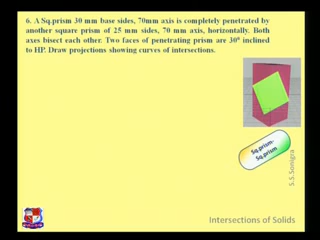 6. A Sq.prism 30 mm base sides, 70mm axis is completely penetrated by
another square prism of 25 mm sides, 70 mm axis, horizontally. Both
axes bisect each other. Two faces of penetrating prism are 30° inclined
to HP. Draw projections showing curves of intersections.
Sq.prism-
Sq.prism
S.S.Sonigra
Intersections of Solids